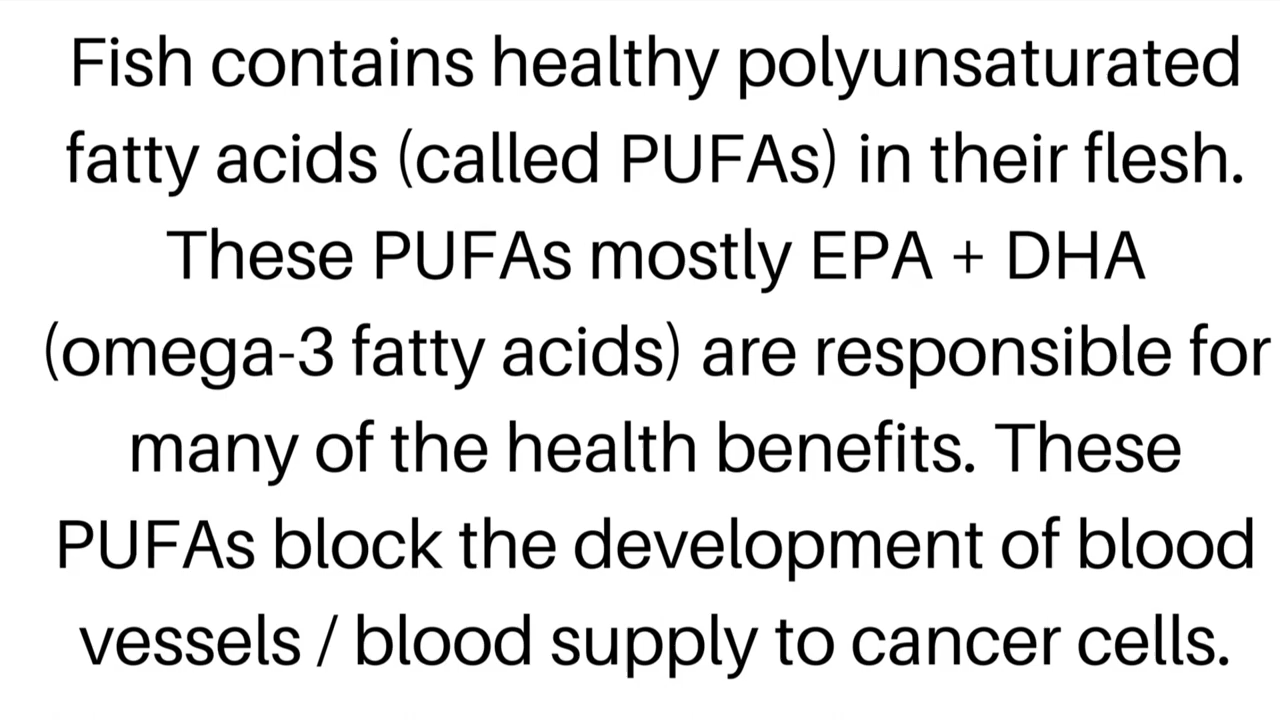 Fish contains healthy polyunsaturated
fatty acids (called PUFAs) in their flesh.
These PUFAs mostly EPA + DHA
(omega-3 fatty acids) are responsible for
many of the health benefits. These
PUFAs block the development of blood
vessels / blood supply to cancer cells.